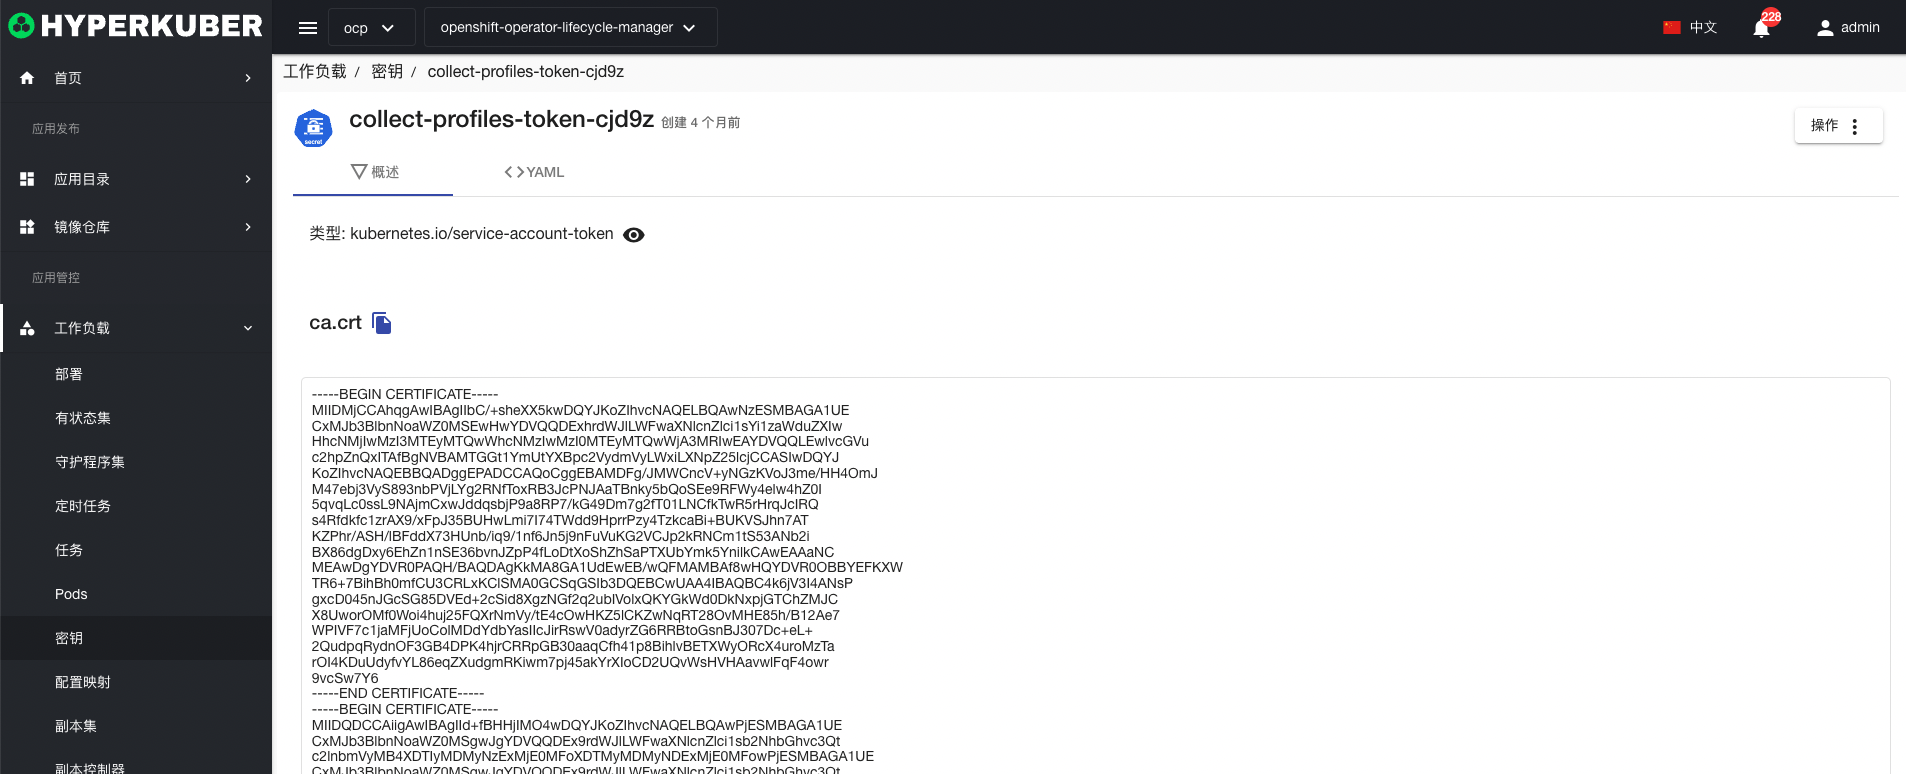 HYPERKUBER
ocp
openshift-operator-lifecycle-manager
中文
228
admin
首页
应用发布
应用目录
镜像仓库
应用管控
工作负载
部署
有状态集
守护程序集
定时任务
任务
Pods
密钥
配置映射
副本集
副本控制器
工作负载 / 密钥 / collect-profiles-token-cjd9z
secret
collect-profiles-token-cjd9z 创建 4 个月前
操作
概述
YAML
类型: kubernetes.io/service-account-token
ca.crt
-----BEGIN CERTIFICATE-----
MIIDMjCCAhqgAwIBAgIIbC/+sheXX5kwDQYJKoZIhvcNAQELBQAwNzESMBAGA1UE
CxMJb3BlbnNoaWZ0MSEwHwYDVQQDExhrdWJlLWFwaXNlcnZlci1sYi1zaWduZXIw
HhcNMjIwMzI3MTEyMTQwWhcNMzIwMzI0MTEyMTQwWjA3MRIwEAYDVQQLEwlvcGVu
c2hpZnQxITAfBgNVBAMTGGt1YmUtYXBpc2VydmVyLWxiLXNpZ25lcjCCASIwDQYJ
KoZIhvcNAQEBBQADggEPADCCAQoCggEBAMDFg/JMWCncV+yNGzKVoJ3me/HH4OmJ
M47ebj3VyS893nbPVjLYg2RNfToxRB3JcPNJAaTBnky5bQoSEe9RFWy4elw4hZ0I
5qvqLc0ssL9NAjmCxwJddqsbjP9a8RP7/kG49Dm7g2fT01LNCfkTwR5rHrqJcIRQ
s4Rfdkfc1zrAX9/xFpJ35BUHwLmi7I74TWdd9HprrPzy4TzkcaBi+BUKVSJhn7AT
KZPhr/ASH/IBFddX73HUnb/iq9/1nf6Jn5j9nFuVuKG2VCJp2kRNCm1tS53ANb2i
BX86dgDxy6EhZn1nSE36bvnJZpP4fLoDtXoShZhSaPTXUbYmk5YnilkCAwEAAaNC
MEAwDgYDVR0PAQH/BAQDAgKkMA8GA1UdEwEB/wQFMAMBAf8wHQYDVR0OBBYEFKXW
TR6+7BihBh0mfCU3CRLxKClSMA0GCSqGSIb3DQEBCwUAA4IBAQBC4k6jV3I4ANsP
gxcD045nJGcSG85DVEd+2cSid8XgzNGf2q2ubIVolxQKYGkWd0DkNxpjGTChZMJC
X8UworOMf0Woi4huj25FQXrNmVy/tE4cOwHKZ5ICKZwNqRT28OvMHE85h/B12Ae7
WPIVF7c1jaMFjUoColMDdYdbYasIIcJirRswV0adyrZG6RRBtoGsnBJ307Dc+eL+
2QudpqRydnOF3GB4DPK4hjrCRRpGB30aaqCfh41p8BihlvBETXWyORcX4uroMzTa
rOI4KDuUdyfvYL86eqZXudgmRKiwm7pj45akYrXIoCD2UQvWsHVHAavwlFqF4owr
9vcSw7Y6
-----END CERTIFICATE-----
-----BEGIN CERTIFICATE-----
MIIDQDCCAiigAwIBAgIId+fBHHjIMO4wDQYJKoZIhvcNAQELBQAwPjESMBAGA1UE
CxMJb3BlbnNoaWZ0MSgwJgYDVQQDEx9rdWJlLWFwaXNlcnZlci1sb2NhbGhvc3Qt
c2lnbmVyMB4XDTIyMDMyNzExMjE0MFoXDTMyMDMyNDExMjE0MFowPjESMBAGA1UE
CxMJb3BlbnNoaWZ0MSgwJgYDVQQDEx9rdWJlLWFwaXNlcnZlci1sb2NhbGhvc3Qt